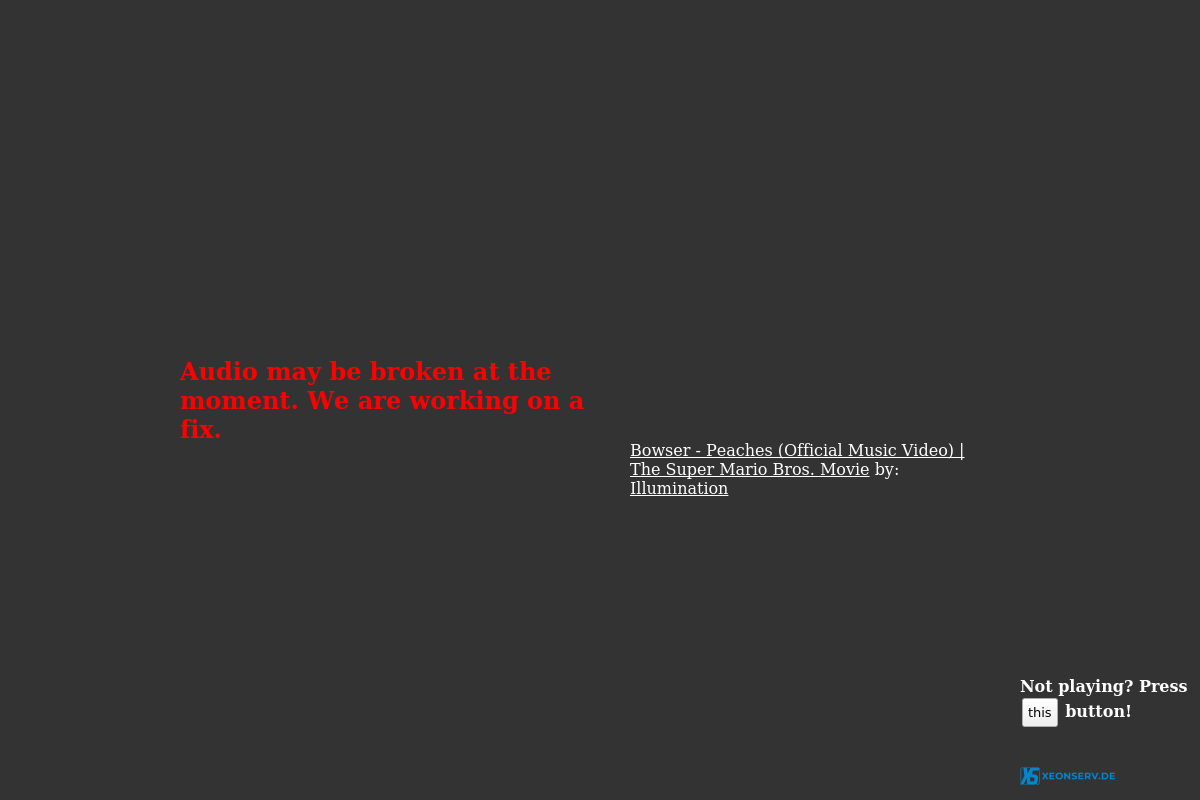 Audio may be broken at the
moment. We are working on a
fix.
Bowser - Peaches (Official Music Video) |
The Super Mario Bros. Movie by:
Illumination
Not playing? Press
this button!
XEONSERV.DE